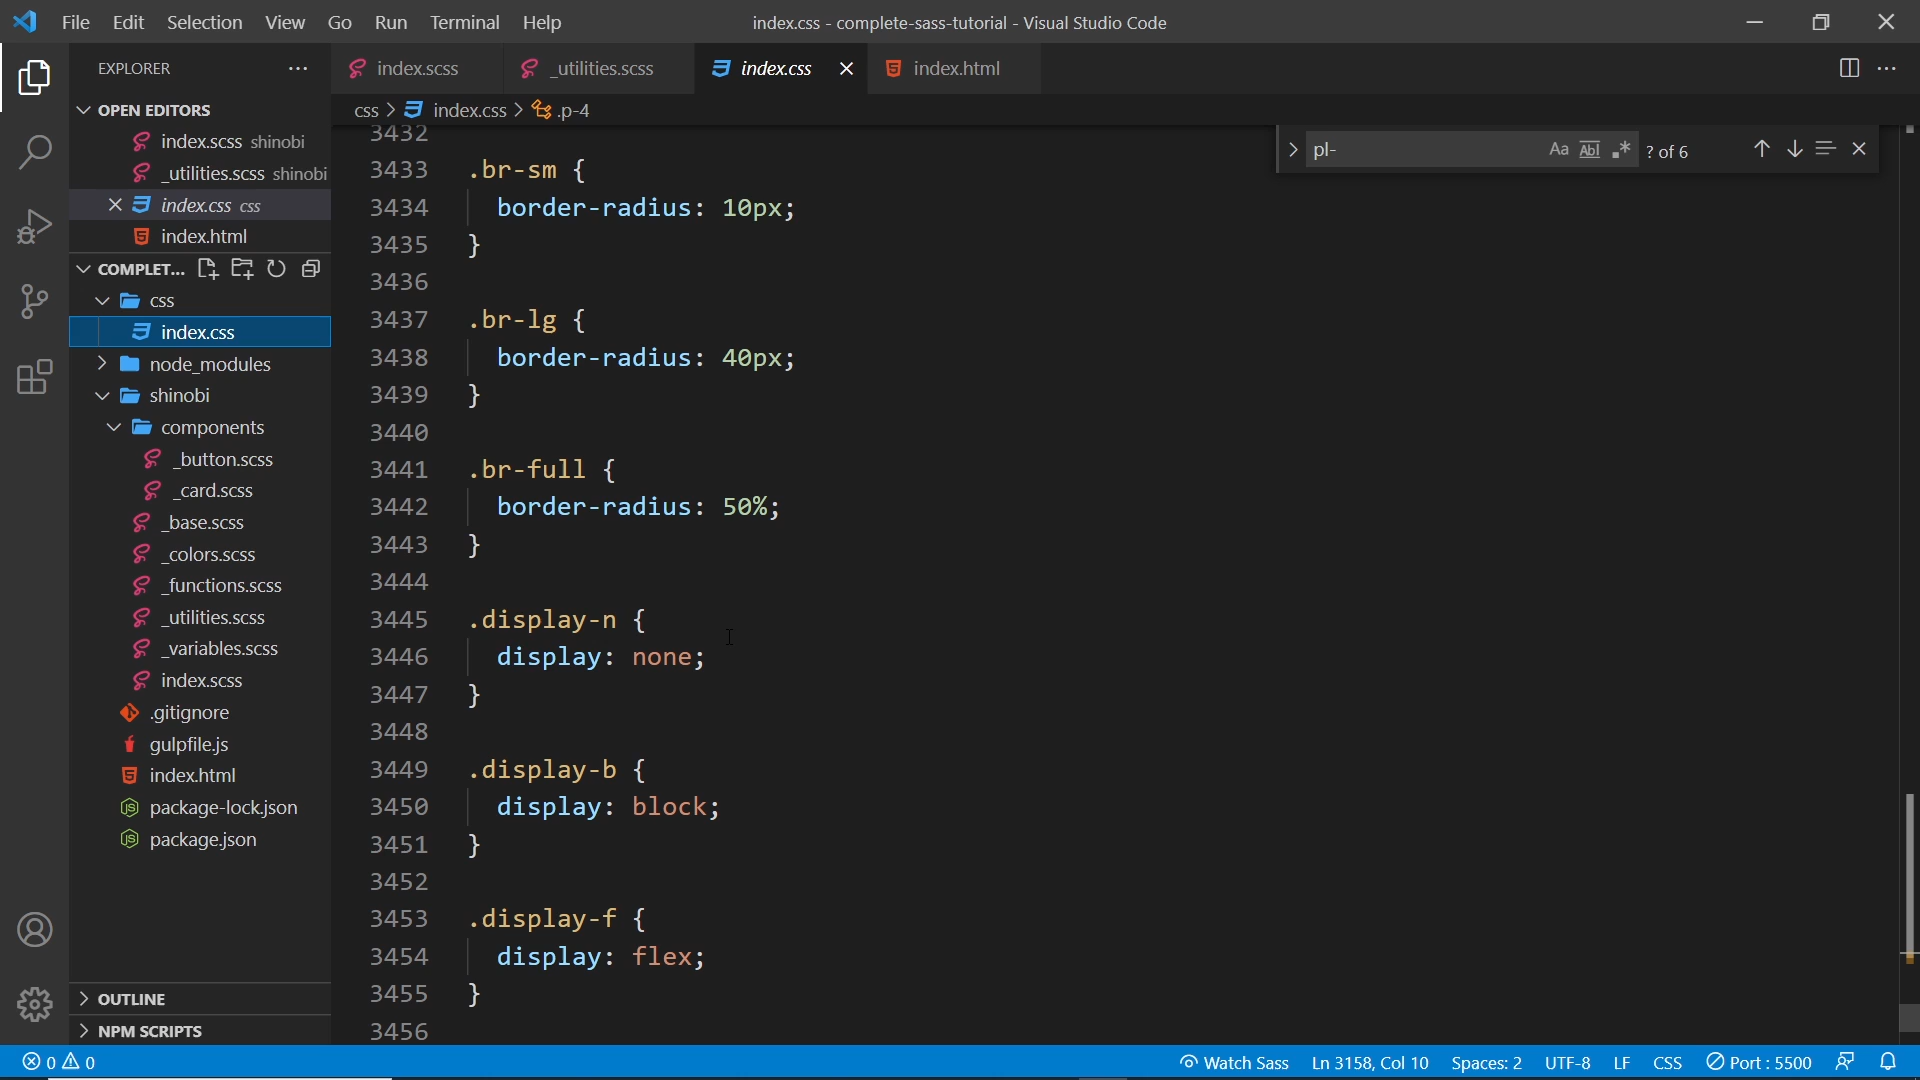 File Edit Selection View Go Run Terminal Help
index.css - complete-sass-tutorial - Visual Studio Code
EXPLORER
index.scss
_utilities.scss
index.css
index.html
OPEN EDITORS
index.scss shinobi
_utilities.scss shinobi
index.css css
index.html
COMPLET...
css
index.css
node_modules
shinobi
components
_button.scss
_card.scss
_base.scss
_colors.scss
_functions.scss
_utilities.scss
_variables.scss
index.scss
.gitignore
gulpfile.js
index.html
package-lock.json
package.json
OUTLINE
NPM SCRIPTS
css > index.css > .p-4
pl- Aa Abl .* ? of 6
3432
3433 .br-sm {
3434 border-radius: 10px;
3435 }
3436
3437 .br-lg {
3438 border-radius: 40px;
3439 }
3440
3441 .br-full {
3442 border-radius: 50%;
3443 }
3444
3445 .display-n {
3446 display: none;
3447 }
3448
3449 .display-b {
3450 display: block;
3451 }
3452
3453 .display-f {
3454 display: flex;
3455 }
3456
0 0
Watch Sass Ln 3158, Col 10 Spaces: 2 UTF-8 LF CSS Port : 5500